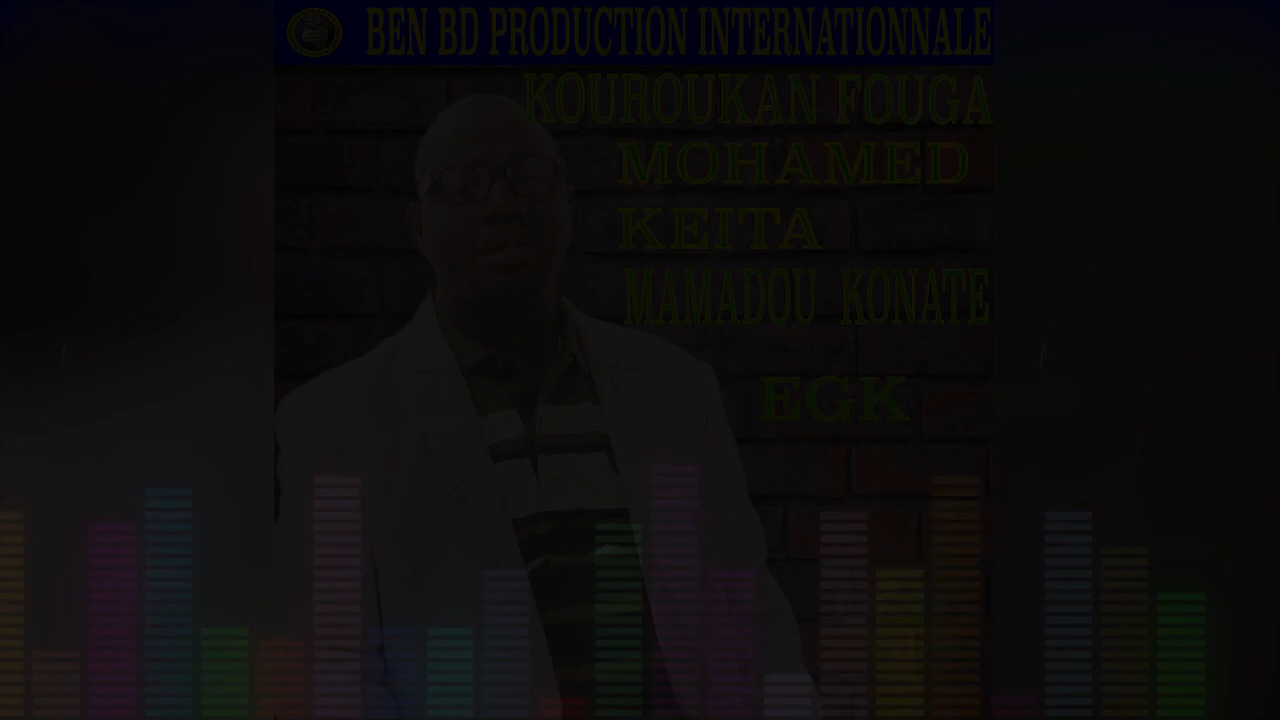 BEN BD PRODUCTION INTERNATIONNALE
KOUROUKAN FOUGA
MOHAMED
KEITA
MAMADOU KONATE
EGK